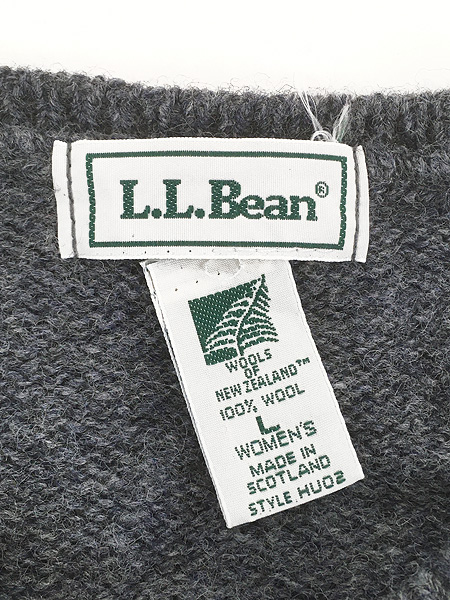 L.L.Bean®
WOOLS
OF
NEW ZEALAND™
100% WOOL
L
WOMEN'S
MADE IN
SCOTLAND
STYLE HU02